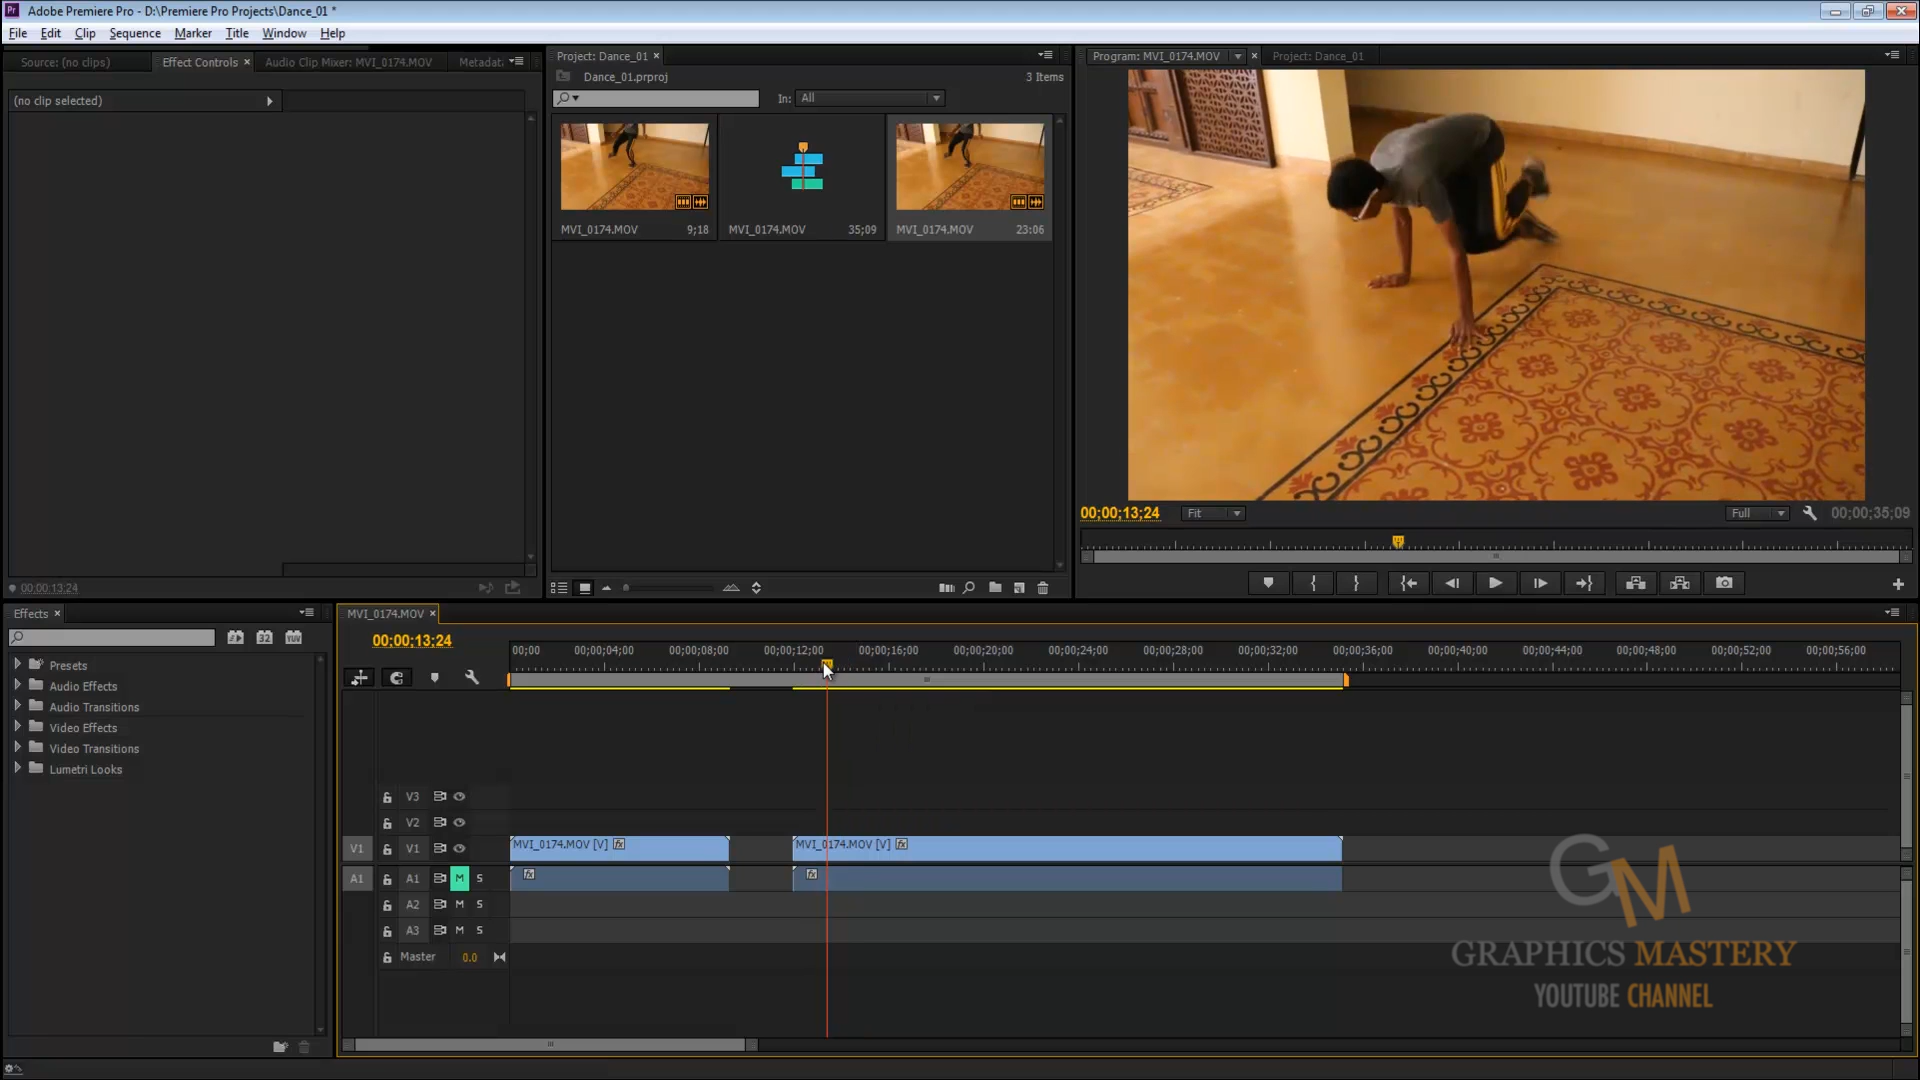 Pr Adobe Premiere Pro - D:\Premiere Pro Projects\Dance_01 *
File Edit Clip Sequence Marker Title Window Help
Source: (no clips) Effect Controls × Audio Clip Mixer: MVI_0174.MOV Metadat
(no clip selected)
00:00:13:24
Project: Dance_01 ×
Dance_01.prproj 3 Items
In: All
MVI_0174.MOV 9;18 MVI_0174.MOV 35;09 MVI_0174.MOV 23:06
Program: MVI_0174.MOV × Project: Dance_01
00;00;13;24 Fit Full 00;00;35;09
Effects ×
32 YUV
Presets
Audio Effects
Audio Transitions
Video Effects
Video Transitions
Lumetri Looks
MVI_0174.MOV ×
00;00;13;24
00;00 00;00;04;00 00;00;08;00 00;00;12;00 00;00;16;00 00;00;20;00 00;00;24;00 00;00;28;00 00;00;32;00 00;00;36;00 00;00;40;00 00;00;44;00 00;00;48;00 00;00;52;00 00;00;56;00
V3
V2
V1 V1 MVI_0174.MOV [V] fx MVI_0174.MOV [V] fx
A1 A1 M S fx fx
A2 M S
A3 M S
Master 0.0
GM
GRAPHICS MASTERY
YOUTUBE CHANNEL